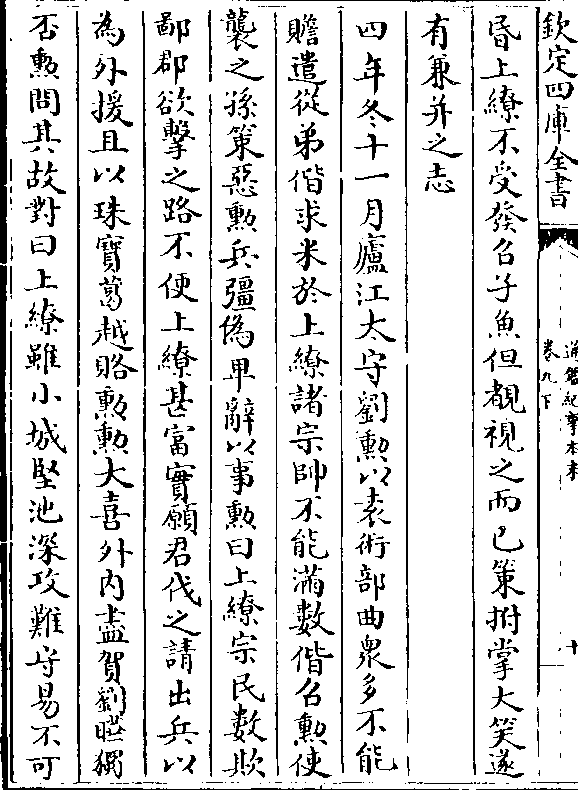 欽定四庫全書
通鑑紀事本末
卷九下
十
昏上繚不受發召子魚但覩視之而已策拊掌大笑遂
有兼并之志
四年冬十一月廬江太守劉勲以袁術部曲衆多不能
贍遣從弟偕求米於上繚諸宗帥不能滿數偕召勲使
襲之孫策惡勲兵彊偽卑辭以事勲曰上繚宗民數欺
鄙郡欲擊之路不便上繚甚富實願君伐之請出兵以
為外援且以珠寶葛越賂勲勲大喜外内盡賀劉曄獨
否勲問其故對曰上繚雖小城堅池深攻難守易不可